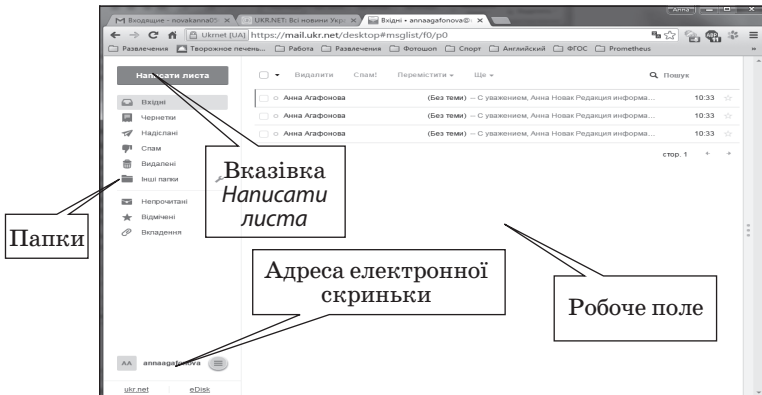 Анна
Входящие - novakanna05
UKR.NET: Всі новини Укра
Вхідні • annaagafonova@u
Ukrnet [UA] https://mail.ukr.net/desktop#msglist/f0/p0
Развлечения Творожное печень... Работа Развлечения Фотошоп Спорт Английский ФГОС Prometheus »
Написати листа
Видалити Спам! Перемістити Ще Пошук
Вхідні
Чернетки
Надіслані
Спам
Видалені
Інші папки
Непрочитані
Відмічені
Вкладення
Анна Агафонова (Без теми) – С уважением, Анна Новак Редакция информа... 10:33
Анна Агафонова (Без теми) – С уважением, Анна Новак Редакция информа... 10:33
Анна Агафонова (Без теми) – С уважением, Анна Новак Редакция информа... 10:33
стор. 1
Вказівка
Написати
листа
Папки
Адреса електронної
скриньки
Робоче поле
AA annaagafonova
ukr.net eDisk